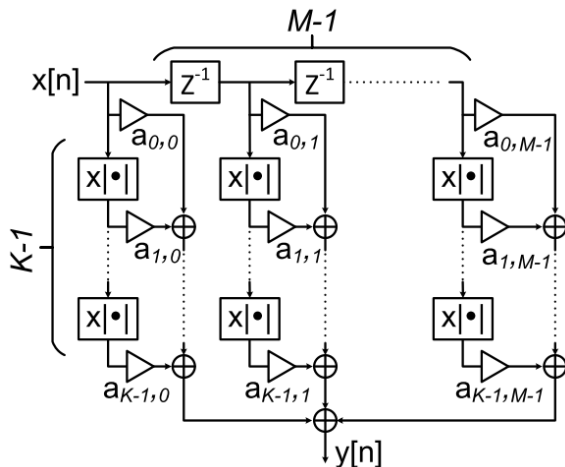 M-1
x[n] Z⁻¹ Z⁻¹
a₀,₀ a₀,₁ a₀,M-1
K-1
x|•| x|•| x|•|
a₁,₀ a₁,₁ a₁,M-1
x|•| x|•| x|•|
aK-1,0 aK-1,1 aK-1,M-1
y[n]